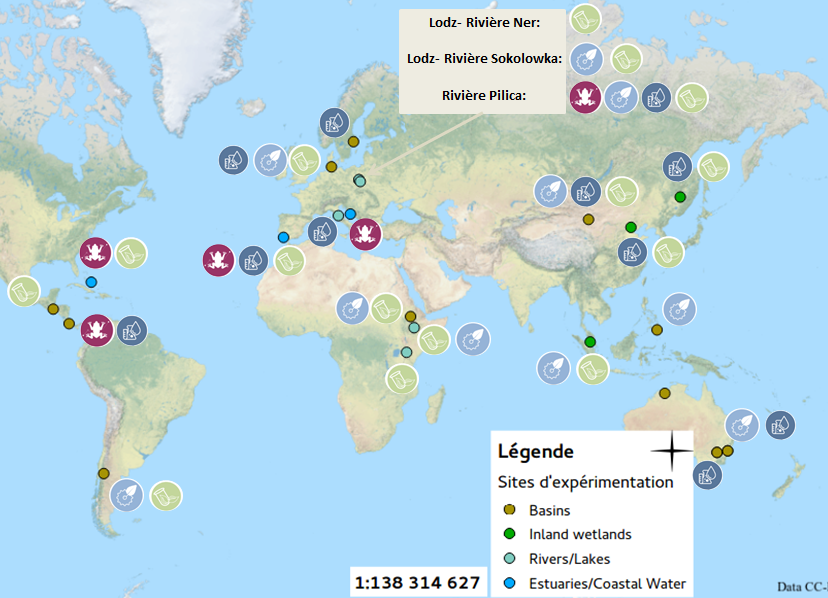 Lodz- Rivière Ner:
Lodz- Rivière Sokolowka:
Rivière Pilica:
Légende
Sites d'expérimentation
Basins
Inland wetlands
Rivers/Lakes
Estuaries/Coastal Water
1:138 314 627
Data CC-